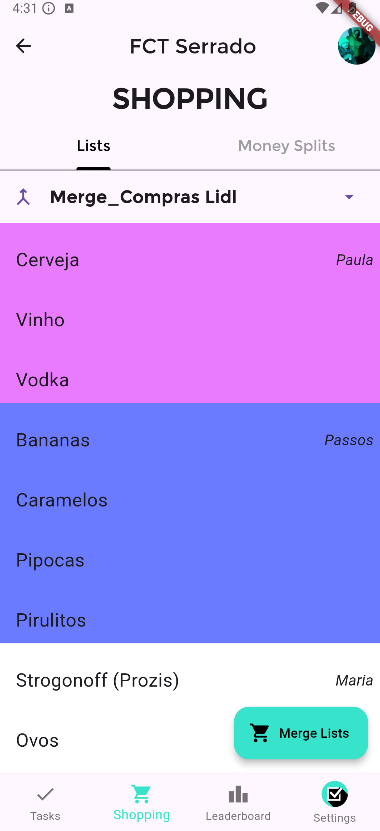 4:31
DEBUG
FCT Serrado
SHOPPING
Lists Money Splits
Merge_Compras Lidl
Cerveja Paula
Vinho
Vodka
Bananas Passos
Caramelos
Pipocas
Pirulitos
Strogonoff (Prozis) Maria
Ovos
Merge Lists
Tasks Shopping Leaderboard Settings